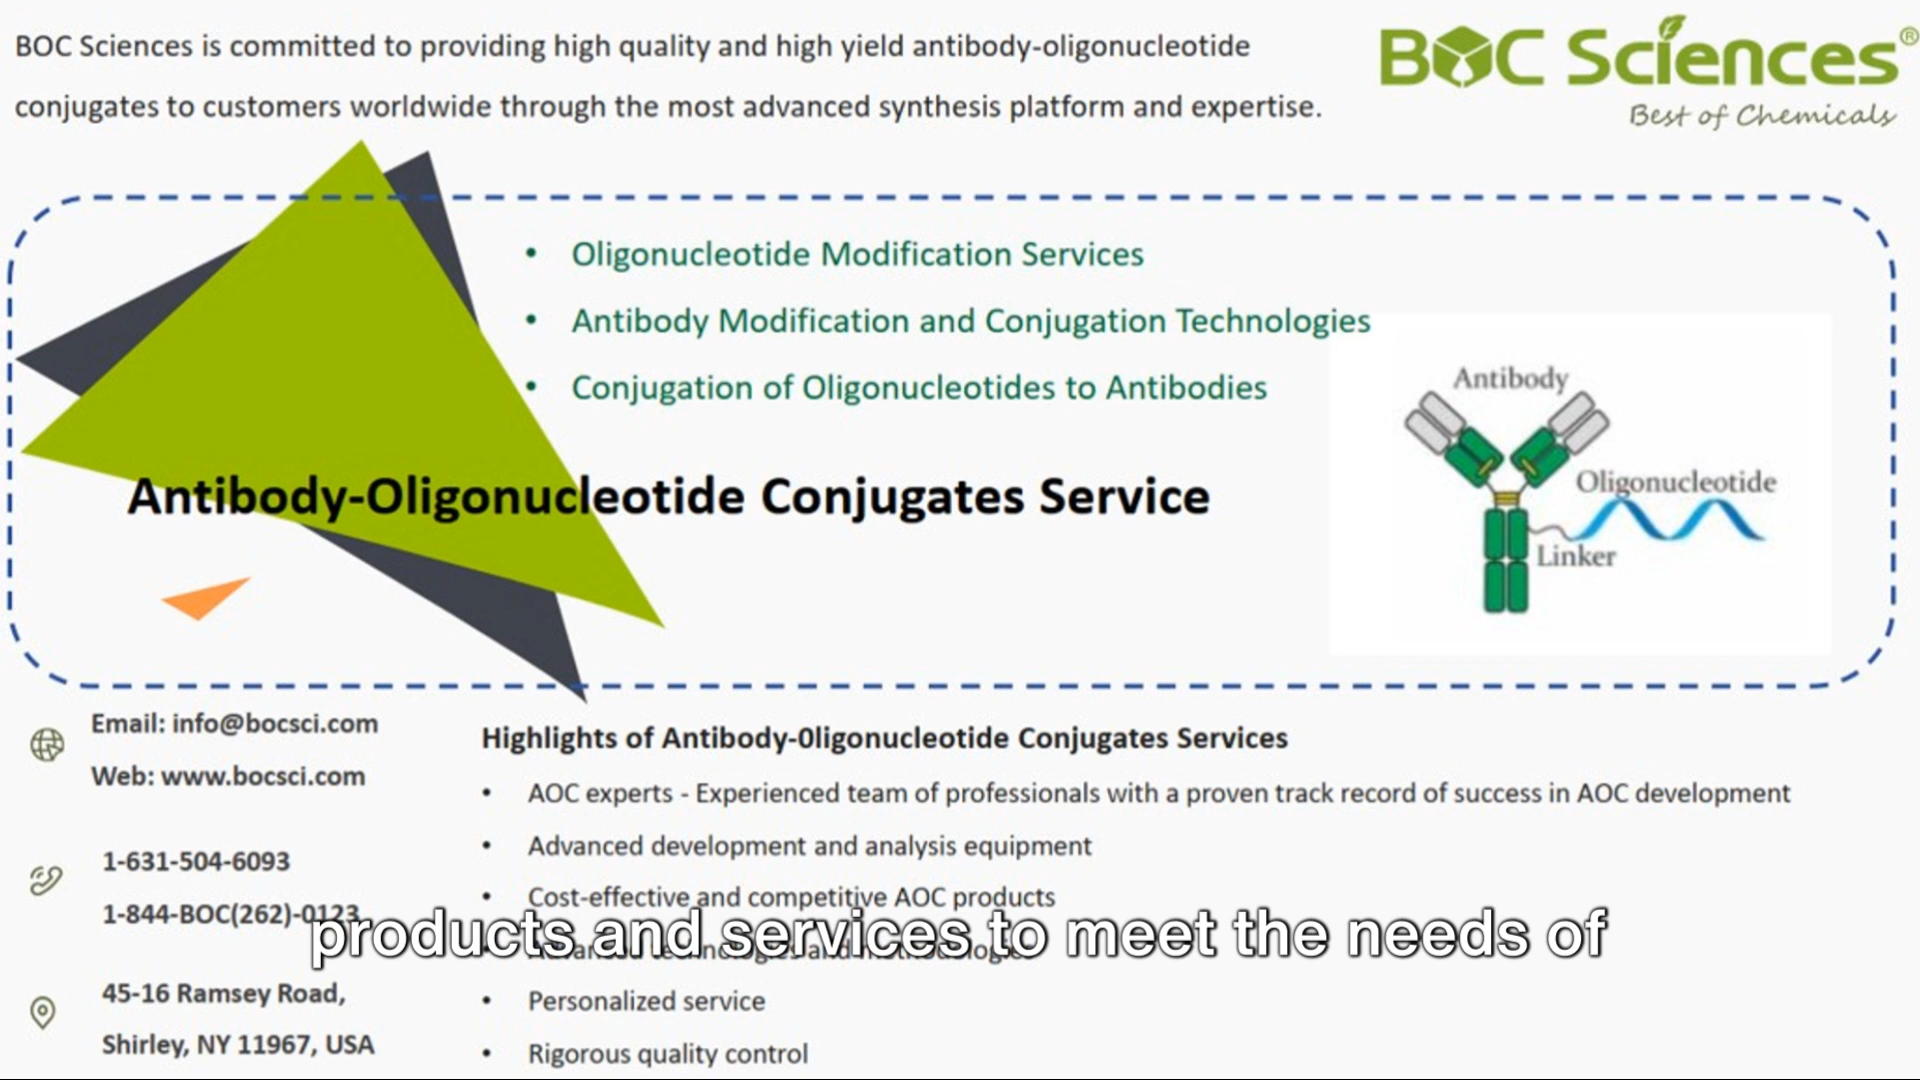 BOC Sciences is committed to providing high quality and high yield antibody-oligonucleotide
conjugates to customers worldwide through the most advanced synthesis platform and expertise.
BOC Sciences®
Best of Chemicals
• Oligonucleotide Modification Services
• Antibody Modification and Conjugation Technologies
• Conjugation of Oligonucleotides to Antibodies
Antibody-Oligonucleotide Conjugates Service
Antibody
Oligonucleotide
Linker
Email: info@bocsci.com
Web: www.bocsci.com
1-631-504-6093
1-844-BOC(262)-0123
45-16 Ramsey Road,
Shirley, NY 11967, USA
Highlights of Antibody-0ligonucleotide Conjugates Services
• AOC experts - Experienced team of professionals with a proven track record of success in AOC development
• Advanced development and analysis equipment
• Cost-effective and competitive AOC products
• Advanced technologies and methodologies
• Personalized service
• Rigorous quality control
products and services to meet the needs of